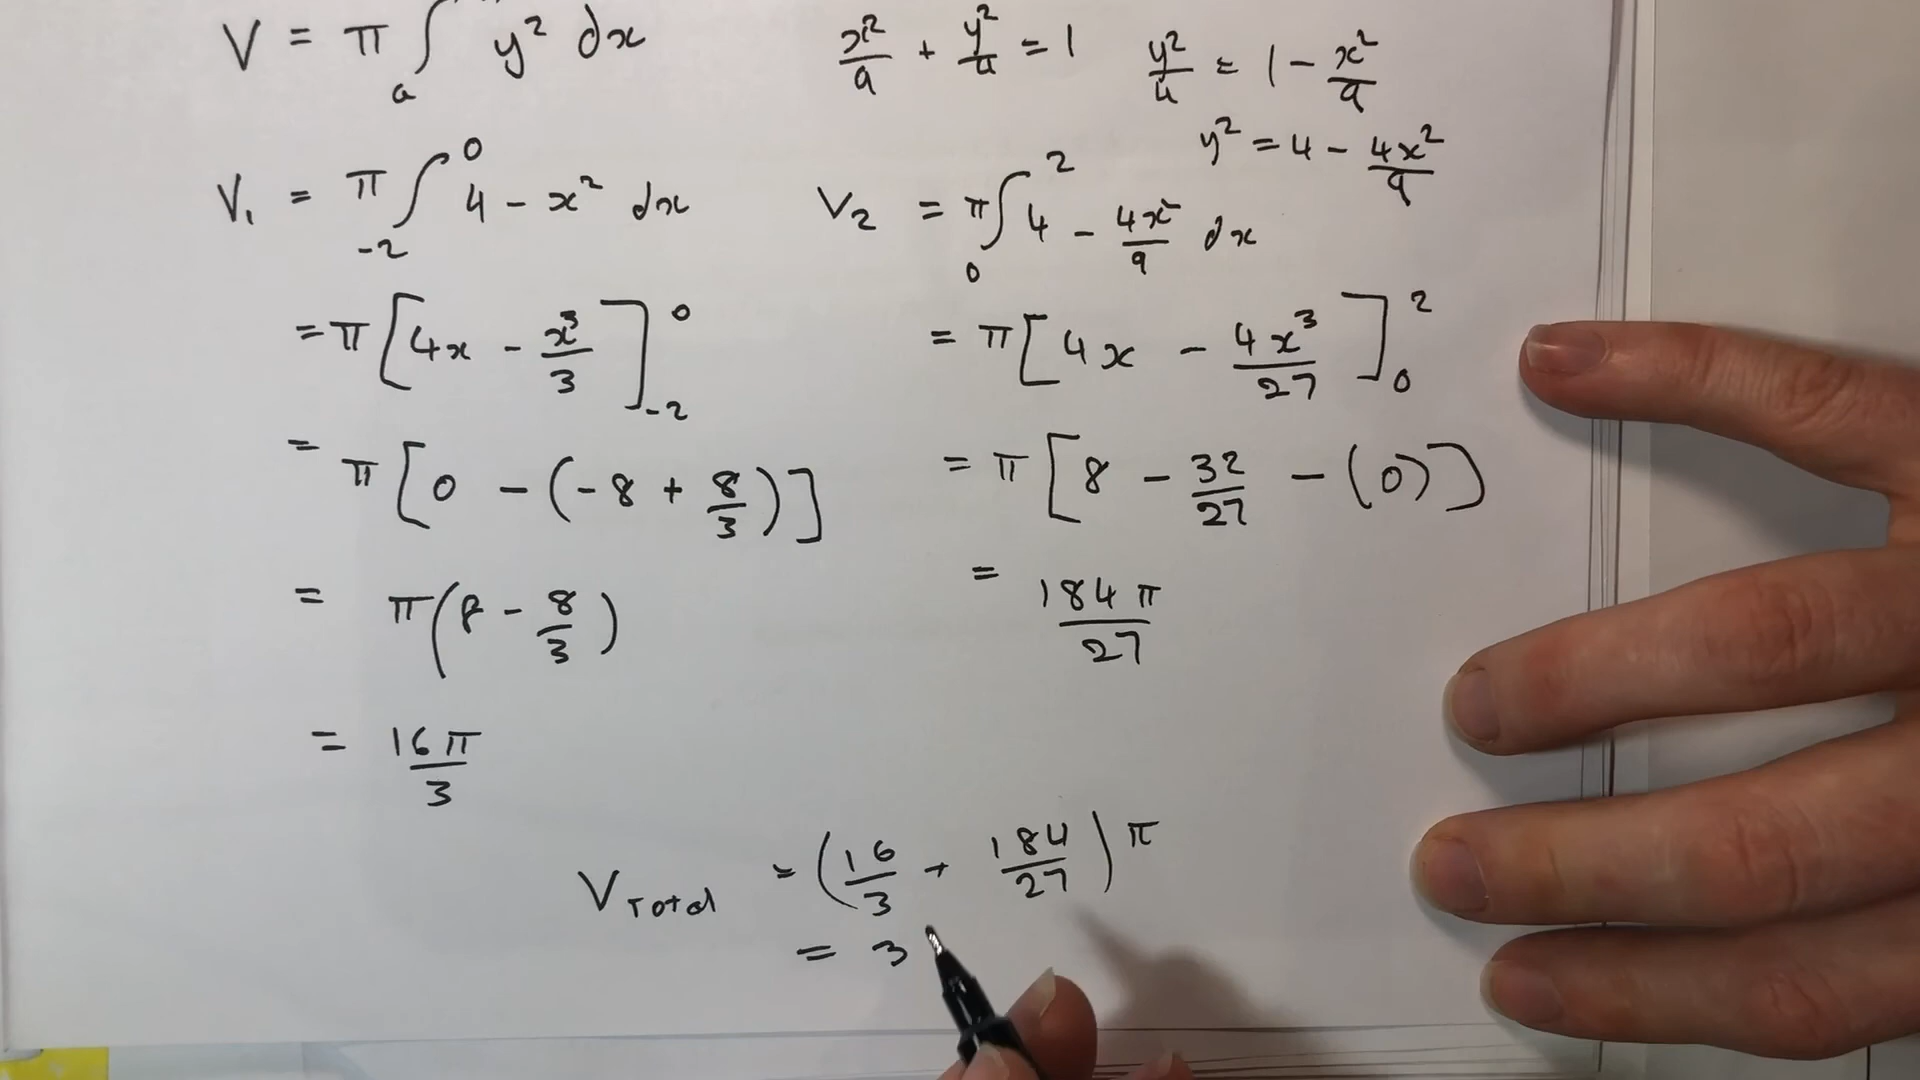 V = π ∫ₐ y² dx
x²/9 + y²/4 = 1
y²/4 = 1 − x²/9
y² = 4 − 4x²/9
V₁ = π ∫₋₂⁰ 4 − x² dx
= π [4x − x³/3]₋₂⁰
= π [0 − (−8 + 8/3)]
= π (8 − 8/3)
= 16π/3
V₂ = π ∫₀² 4 − 4x²/9 dx
= π [4x − 4x³/27]₀²
= π [8 − 32/27 − (0)]
= 184π/27
V Total = (16/3 + 184/27) π
= 3